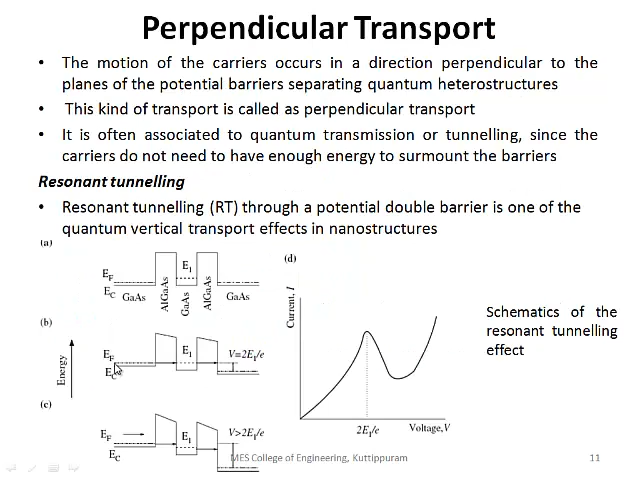 Perpendicular Transport
• The motion of the carriers occurs in a direction perpendicular to the
planes of the potential barriers separating quantum heterostructures
• This kind of transport is called as perpendicular transport
• It is often associated to quantum transmission or tunnelling, since the
carriers do not need to have enough energy to surmount the barriers
Resonant tunnelling
• Resonant tunnelling (RT) through a potential double barrier is one of the
quantum vertical transport effects in nanostructures
(a)
E_F
E_C
GaAs
AlGaAs
E_1
GaAs
AlGaAs
GaAs
(b)
Energy
E_F
E_C
E_1
V=2E_1/e
(c)
E_F
E_C
E_1
V>2E_1/e
(d)
Current, I
2E_1/e
Voltage,V
Schematics of the
resonant tunnelling
effect
MES College of Engineering, Kuttippuram
11